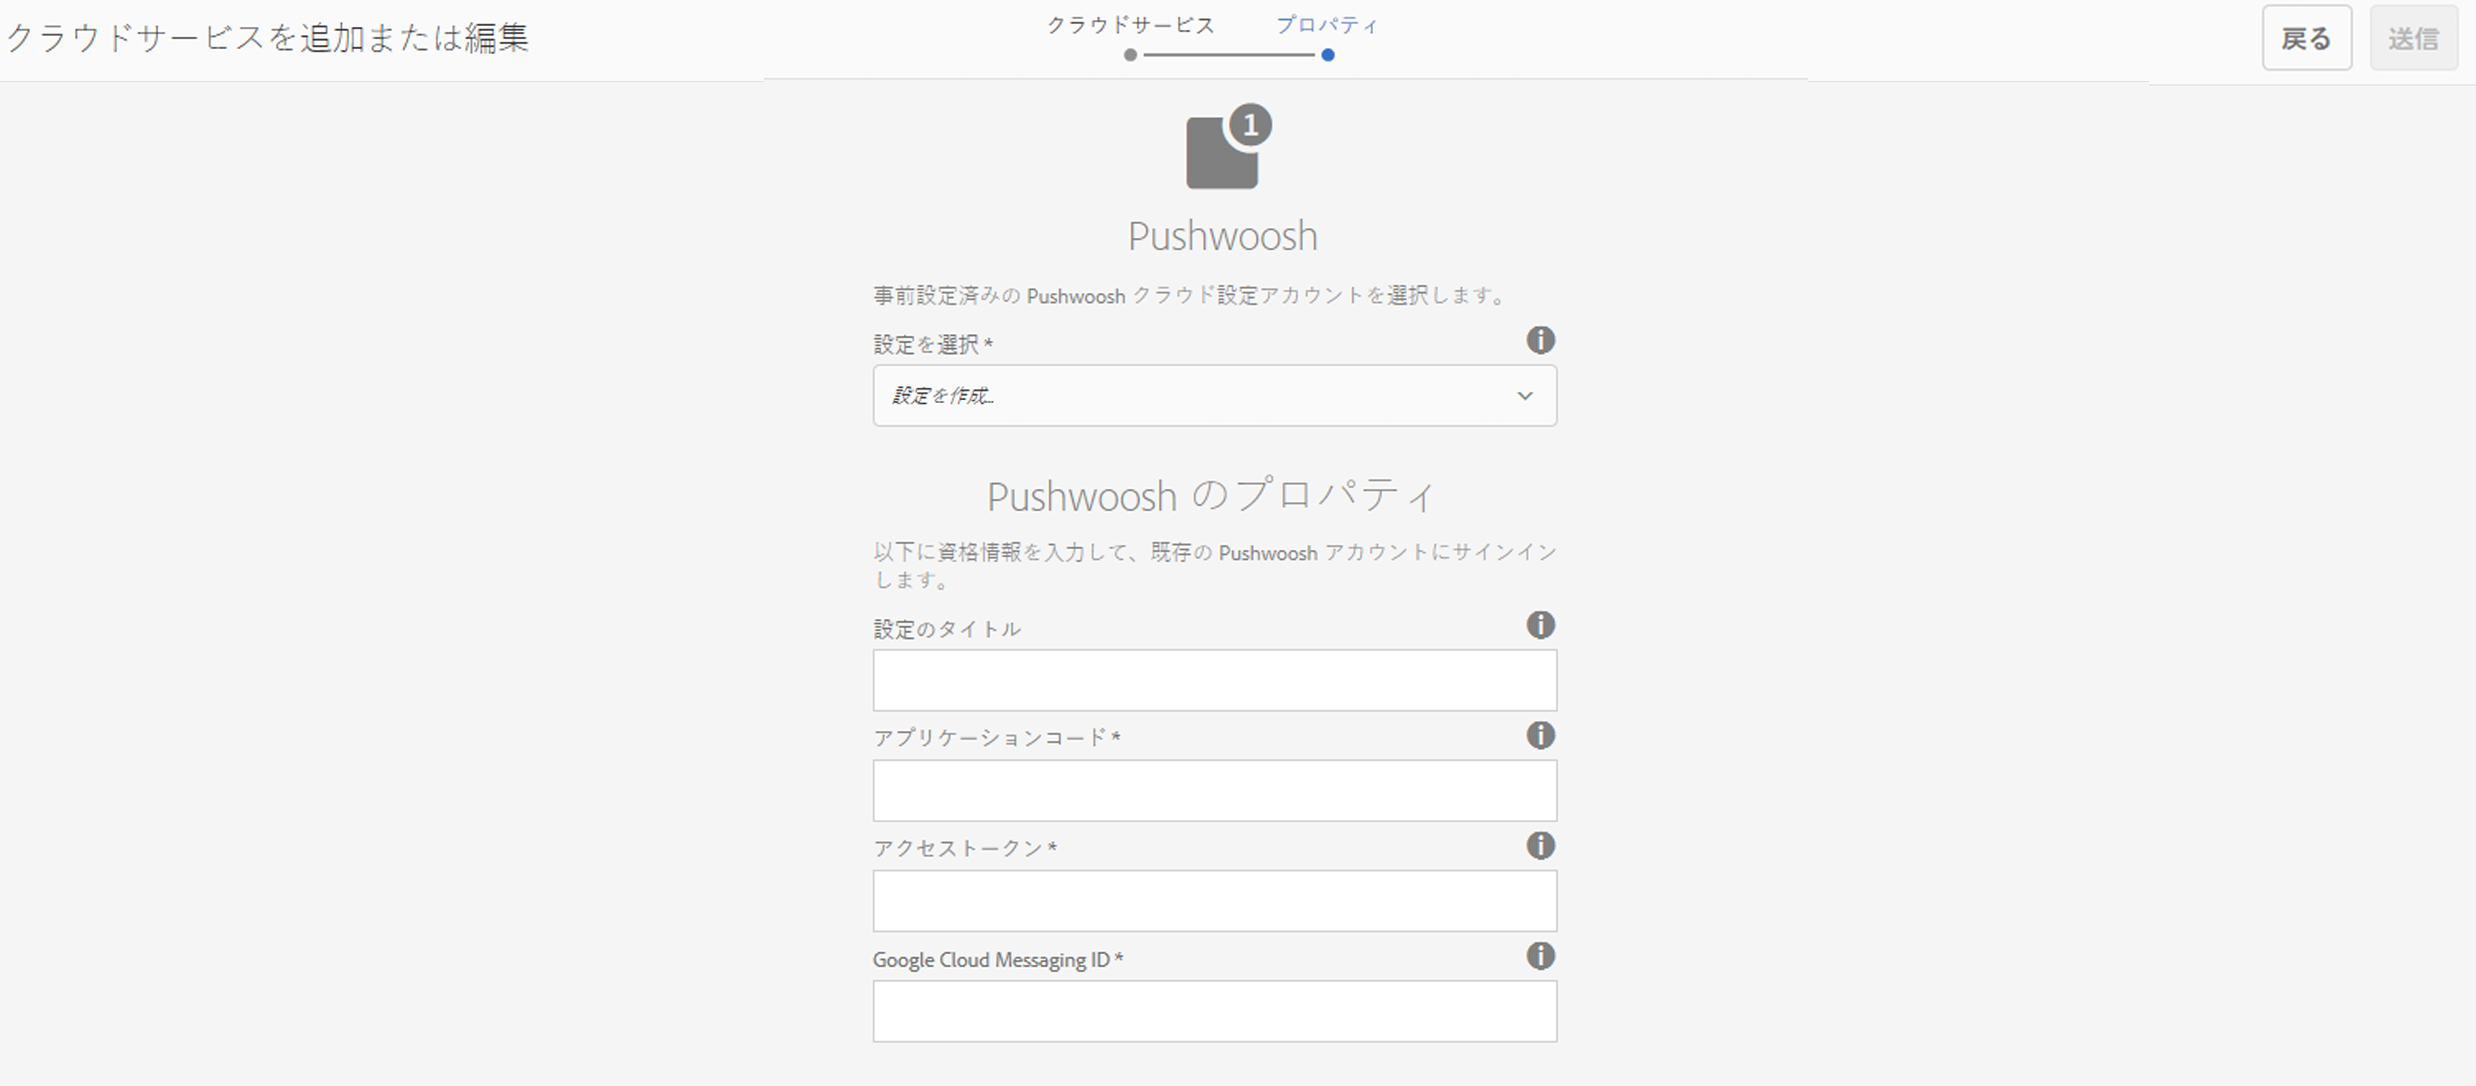 クラウドサービスを追加または編集
クラウドサービス
プロパティ
戻る
送信
1
Pushwoosh
事前設定済みの Pushwoosh クラウド設定アカウントを選択します。
設定を選択 *
設定を作成...
Pushwoosh のプロパティ
以下に資格情報を入力して、既存の Pushwoosh アカウントにサインイン
します。
設定のタイトル
アプリケーションコード *
アクセストークン *
Google Cloud Messaging ID *